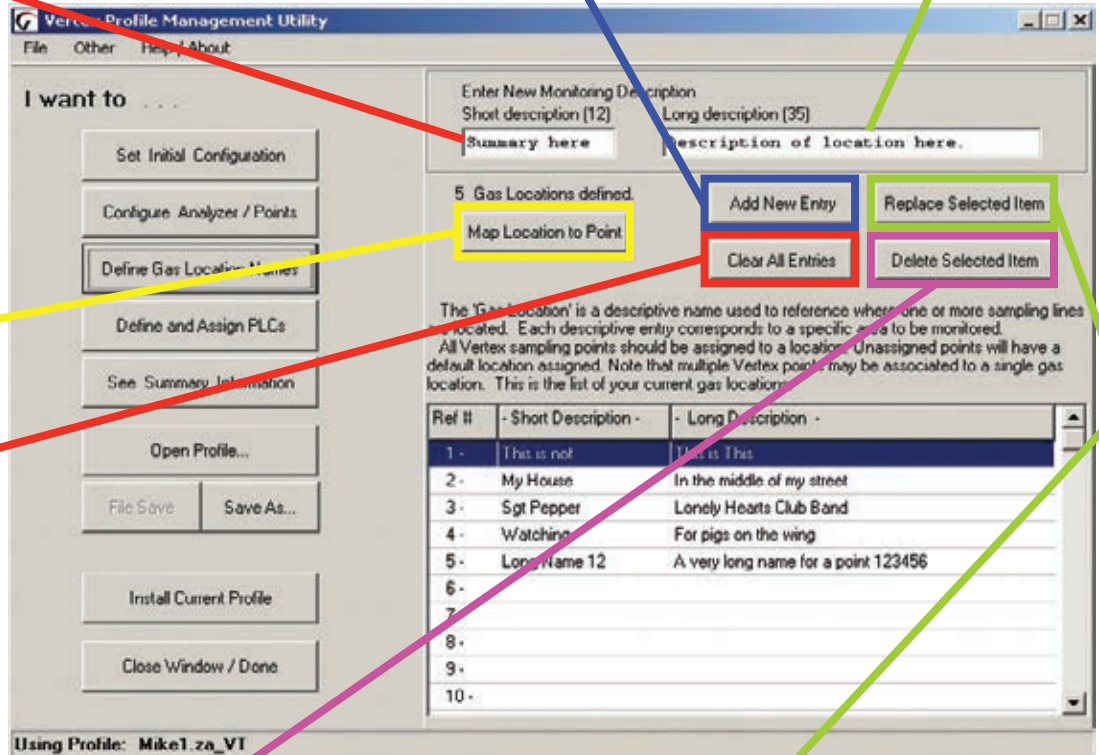 Vertex Profile Management Utility
File Other Help / About
I want to ...
Set Initial Configuration
Configure Analyzer / Points
Define Gas Location Names
Define and Assign PLCs
See Summary Information
Open Profile...
File Save Save As...
Install Current Profile
Close Window / Done
Enter New Monitoring Description
Short description (12) Long description (35)
Summary here Description of location here.
5 Gas Locations defined.
Map Location to Point
Add New Entry Replace Selected Item
Clear All Entries Delete Selected Item
The 'Gas Location' is a descriptive name used to reference where one or more sampling lines
are located. Each descriptive entry corresponds to a specific area to be monitored.
All Vertex sampling points should be assigned to a location. Unassigned points will have a
default location assigned. Note that multiple Vertex points may be associated to a single gas
location. This is the list of your current gas locations.
Ref # - Short Description - - Long Description -
1 - This is not This is This
2 - My House In the middle of my street
3 - Sgt Pepper Lonely Hearts Club Band
4 - Watching For pigs on the wing
5 - Long Name 12 A very long name for a point 123456
6 -
7 -
8 -
9 -
10 -
Using Profile: Mike1.za_VT